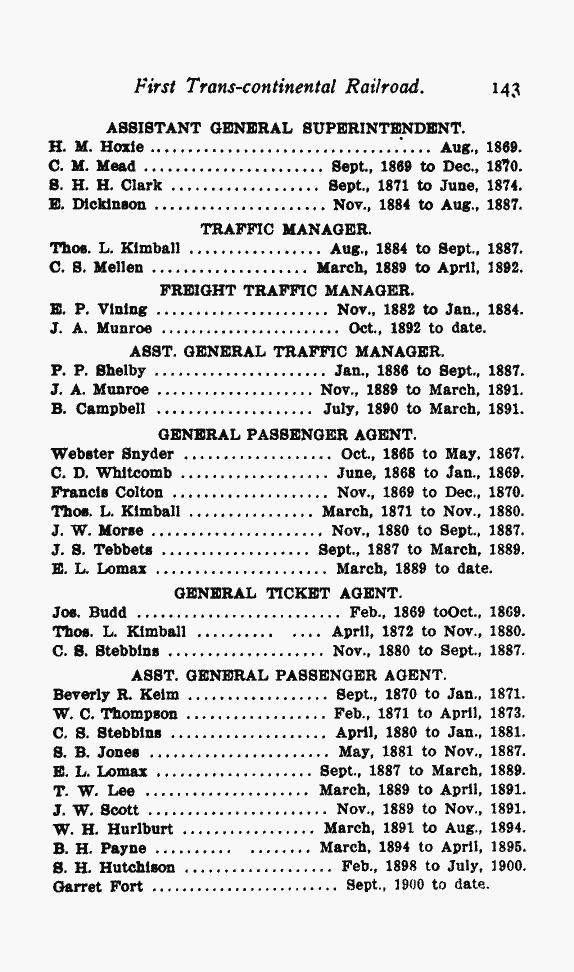 First Trans-continental Railroad. 143
ASSISTANT GENERAL SUPERINTENDENT.
H. M. Hoxie ................................ Aug., 1869.
C. M. Mead ....................... Sept., 1869 to Dec., 1870.
S. H. H. Clark ................... Sept., 1871 to June, 1874.
E. Dickinson ...................... Nov., 1884 to Aug., 1887.
TRAFFIC MANAGER.
Thos. L. Kimball ................. Aug., 1884 to Sept., 1887.
C. S. Mellen .................... March, 1889 to April, 1892.
FREIGHT TRAFFIC MANAGER.
E. P. Vining ...................... Nov., 1882 to Jan., 1884.
J. A. Munroe ....................... Oct., 1892 to date.
ASST. GENERAL TRAFFIC MANAGER.
P. P. Shelby ...................... Jan., 1886 to Sept., 1887.
J. A. Munroe .................... Nov., 1889 to March, 1891.
B. Campbell .................... July, 1890 to March, 1891.
GENERAL PASSENGER AGENT.
Webster Snyder ................... Oct., 1865 to May, 1867.
C. D. Whitcomb ................... June, 1868 to Jan., 1869.
Francis Colton .................... Nov., 1869 to Dec., 1870.
Thos. L. Kimball ................ March, 1871 to Nov., 1880.
J. W. Morse ...................... Nov., 1880 to Sept., 1887.
J. S. Tebbets ................... Sept., 1887 to March, 1889.
E. L. Lomax ...................... March, 1889 to date.
GENERAL TICKET AGENT.
Jos. Budd .......................... Feb., 1869 toOct., 1869.
Thos. L. Kimball .......... .... April, 1872 to Nov., 1880.
C. S. Stebbins .................... Nov., 1880 to Sept., 1887.
ASST. GENERAL PASSENGER AGENT.
Beverly R. Keim .................. Sept., 1870 to Jan., 1871.
W. C. Thompson .................. Feb., 1871 to April, 1873.
C. S. Stebbins .................... April, 1880 to Jan., 1881.
S. B. Jones ....................... May, 1881 to Nov., 1887.
E. L. Lomax .................... Sept., 1887 to March, 1889.
T. W. Lee ..................... March, 1889 to April, 1891.
J. W. Scott ....................... Nov., 1889 to Nov., 1891.
W. H. Hurlburt ................. March, 1891 to Aug., 1894.
B. H. Payne .......... ........ March, 1894 to April, 1895.
S. H. Hutchison ................... Feb., 1898 to July, 1900.
Garret Fort ........................ Sept., 1900 to date.